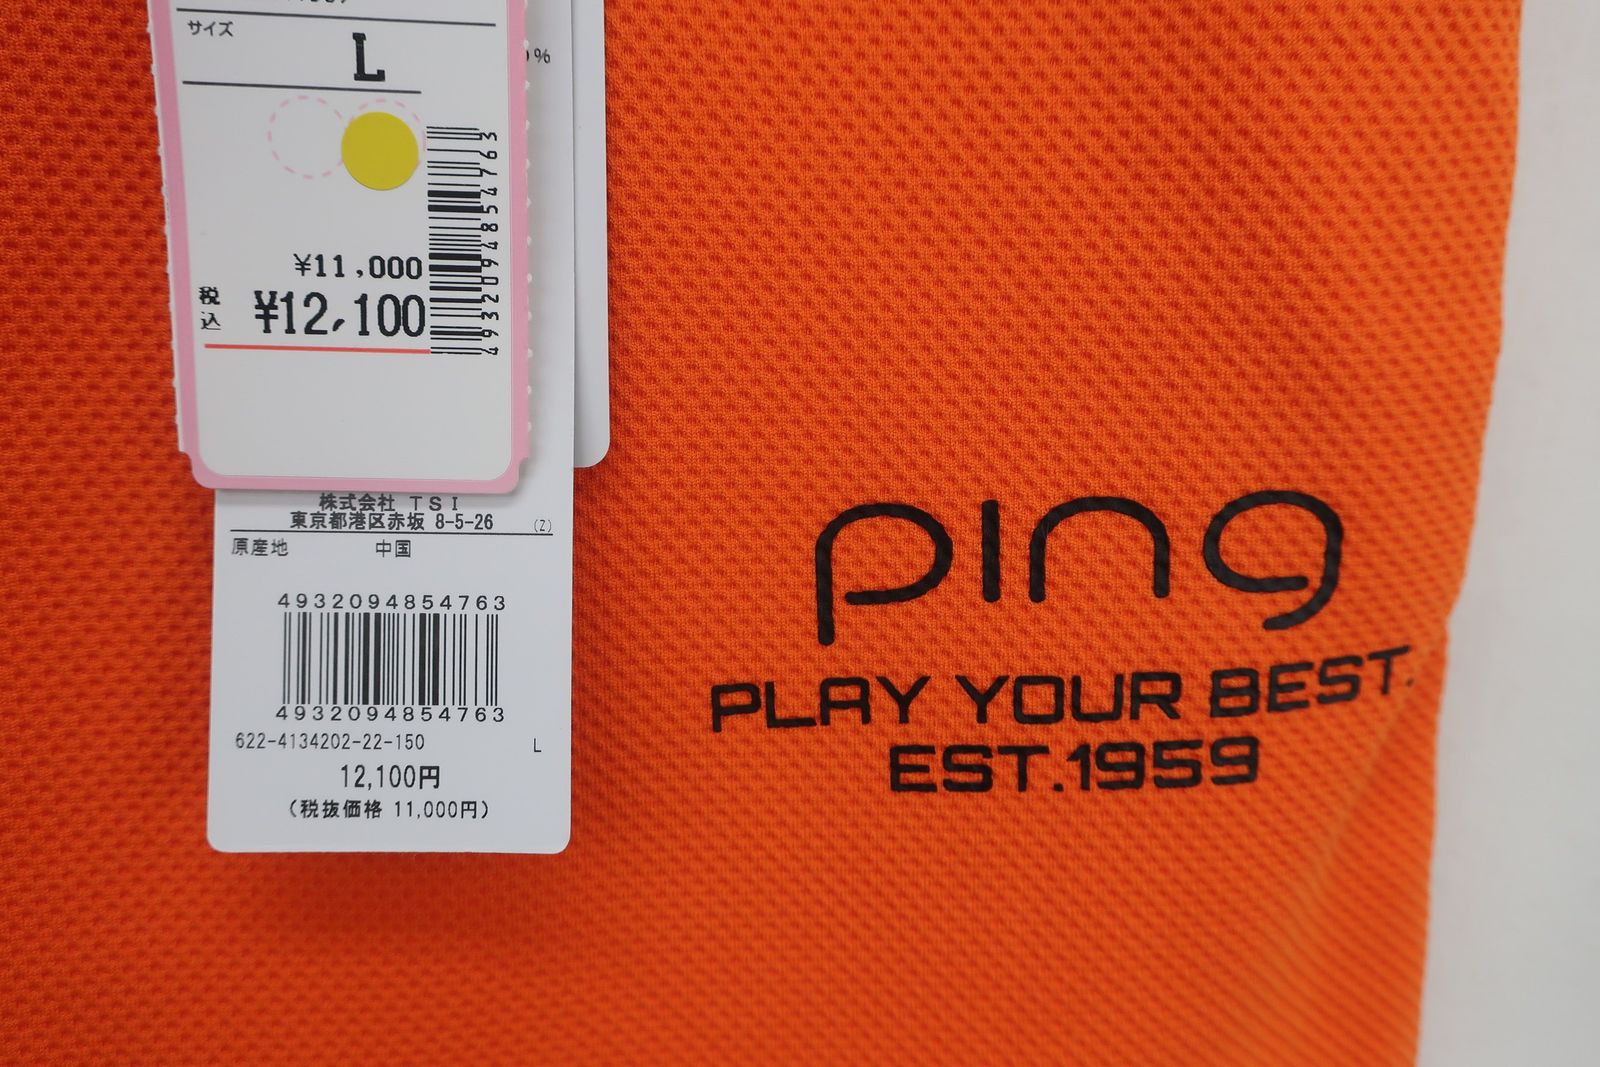 サイズ
L
¥11,000
税込 ¥12,100
4932094854763
%
株式会社 TSI
東京都港区赤坂 8-5-26 (Z)
原産地 中国
4932094854763
4932094854763
622-4134202-22-150 L
12,100円
(税抜価格 11,000円)
ping
PLAY YOUR BEST.
EST.1959